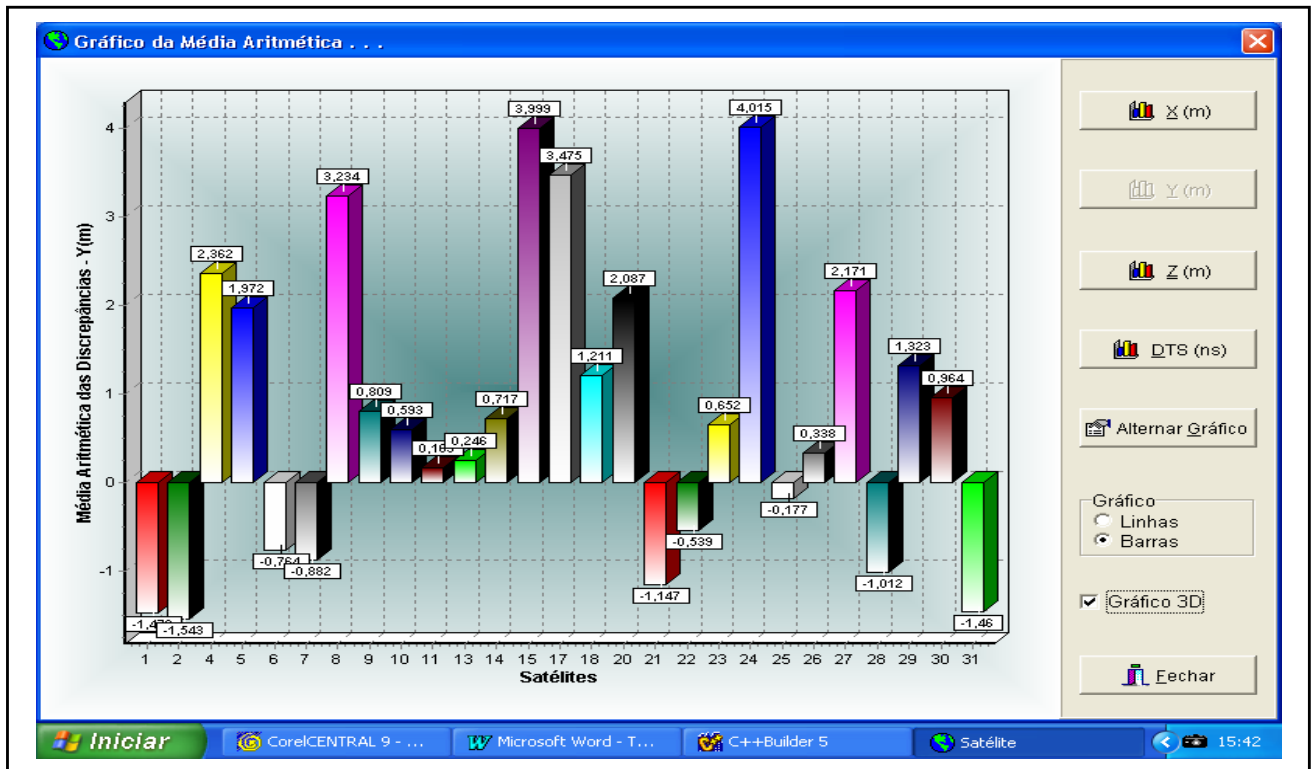 Gráfico da Média Aritmética . . .
Média Aritmética das Discrepâncias - Y(m)
4
3
2
1
0
-1
-1,543
2,362
1,972
-0,764
-0,882
3,234
0,809
0,593
0,246
0,717
3,999
3,475
1,211
2,087
-1,147
-0,539
0,652
4,015
-0,177
0,338
2,171
-1,012
1,323
0,964
-1,46
1 2 4 5 6 7 8 9 10 11 13 14 15 17 18 20 21 22 23 24 25 26 27 28 29 30 31
Satélites
X (m)
Y (m)
Z (m)
DTS (ns)
Alternar Gráfico
Gráfico
Linhas
Barras
Gráfico 3D
Fechar
Iniciar
CorelCENTRAL 9 - ...
Microsoft Word - T...
C++Builder 5
Satélite
15:42